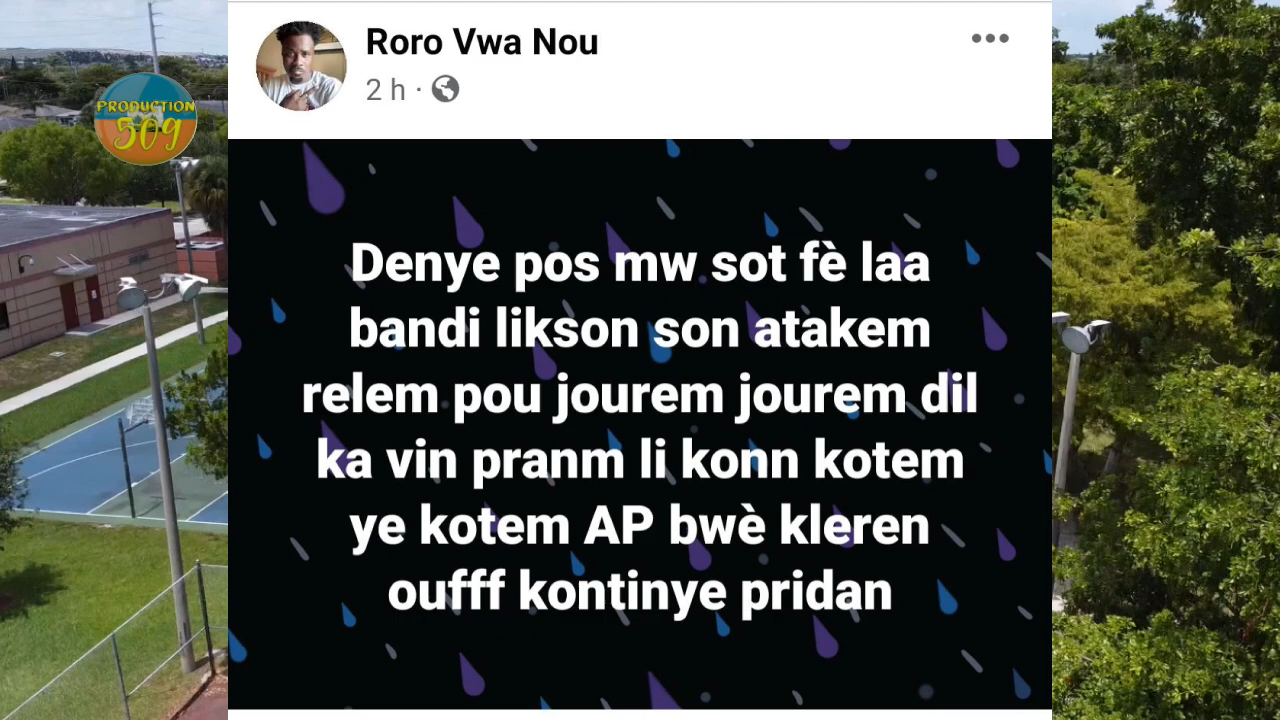 Roro Vwa Nou
2 h ·
PRODUCTION
509
Denye pos mw sot fè laa
bandi likson son atakem
relem pou jourem jourem dil
ka vin pranm li konn kotem
ye kotem AP bwè kleren
oufff kontinye pridan